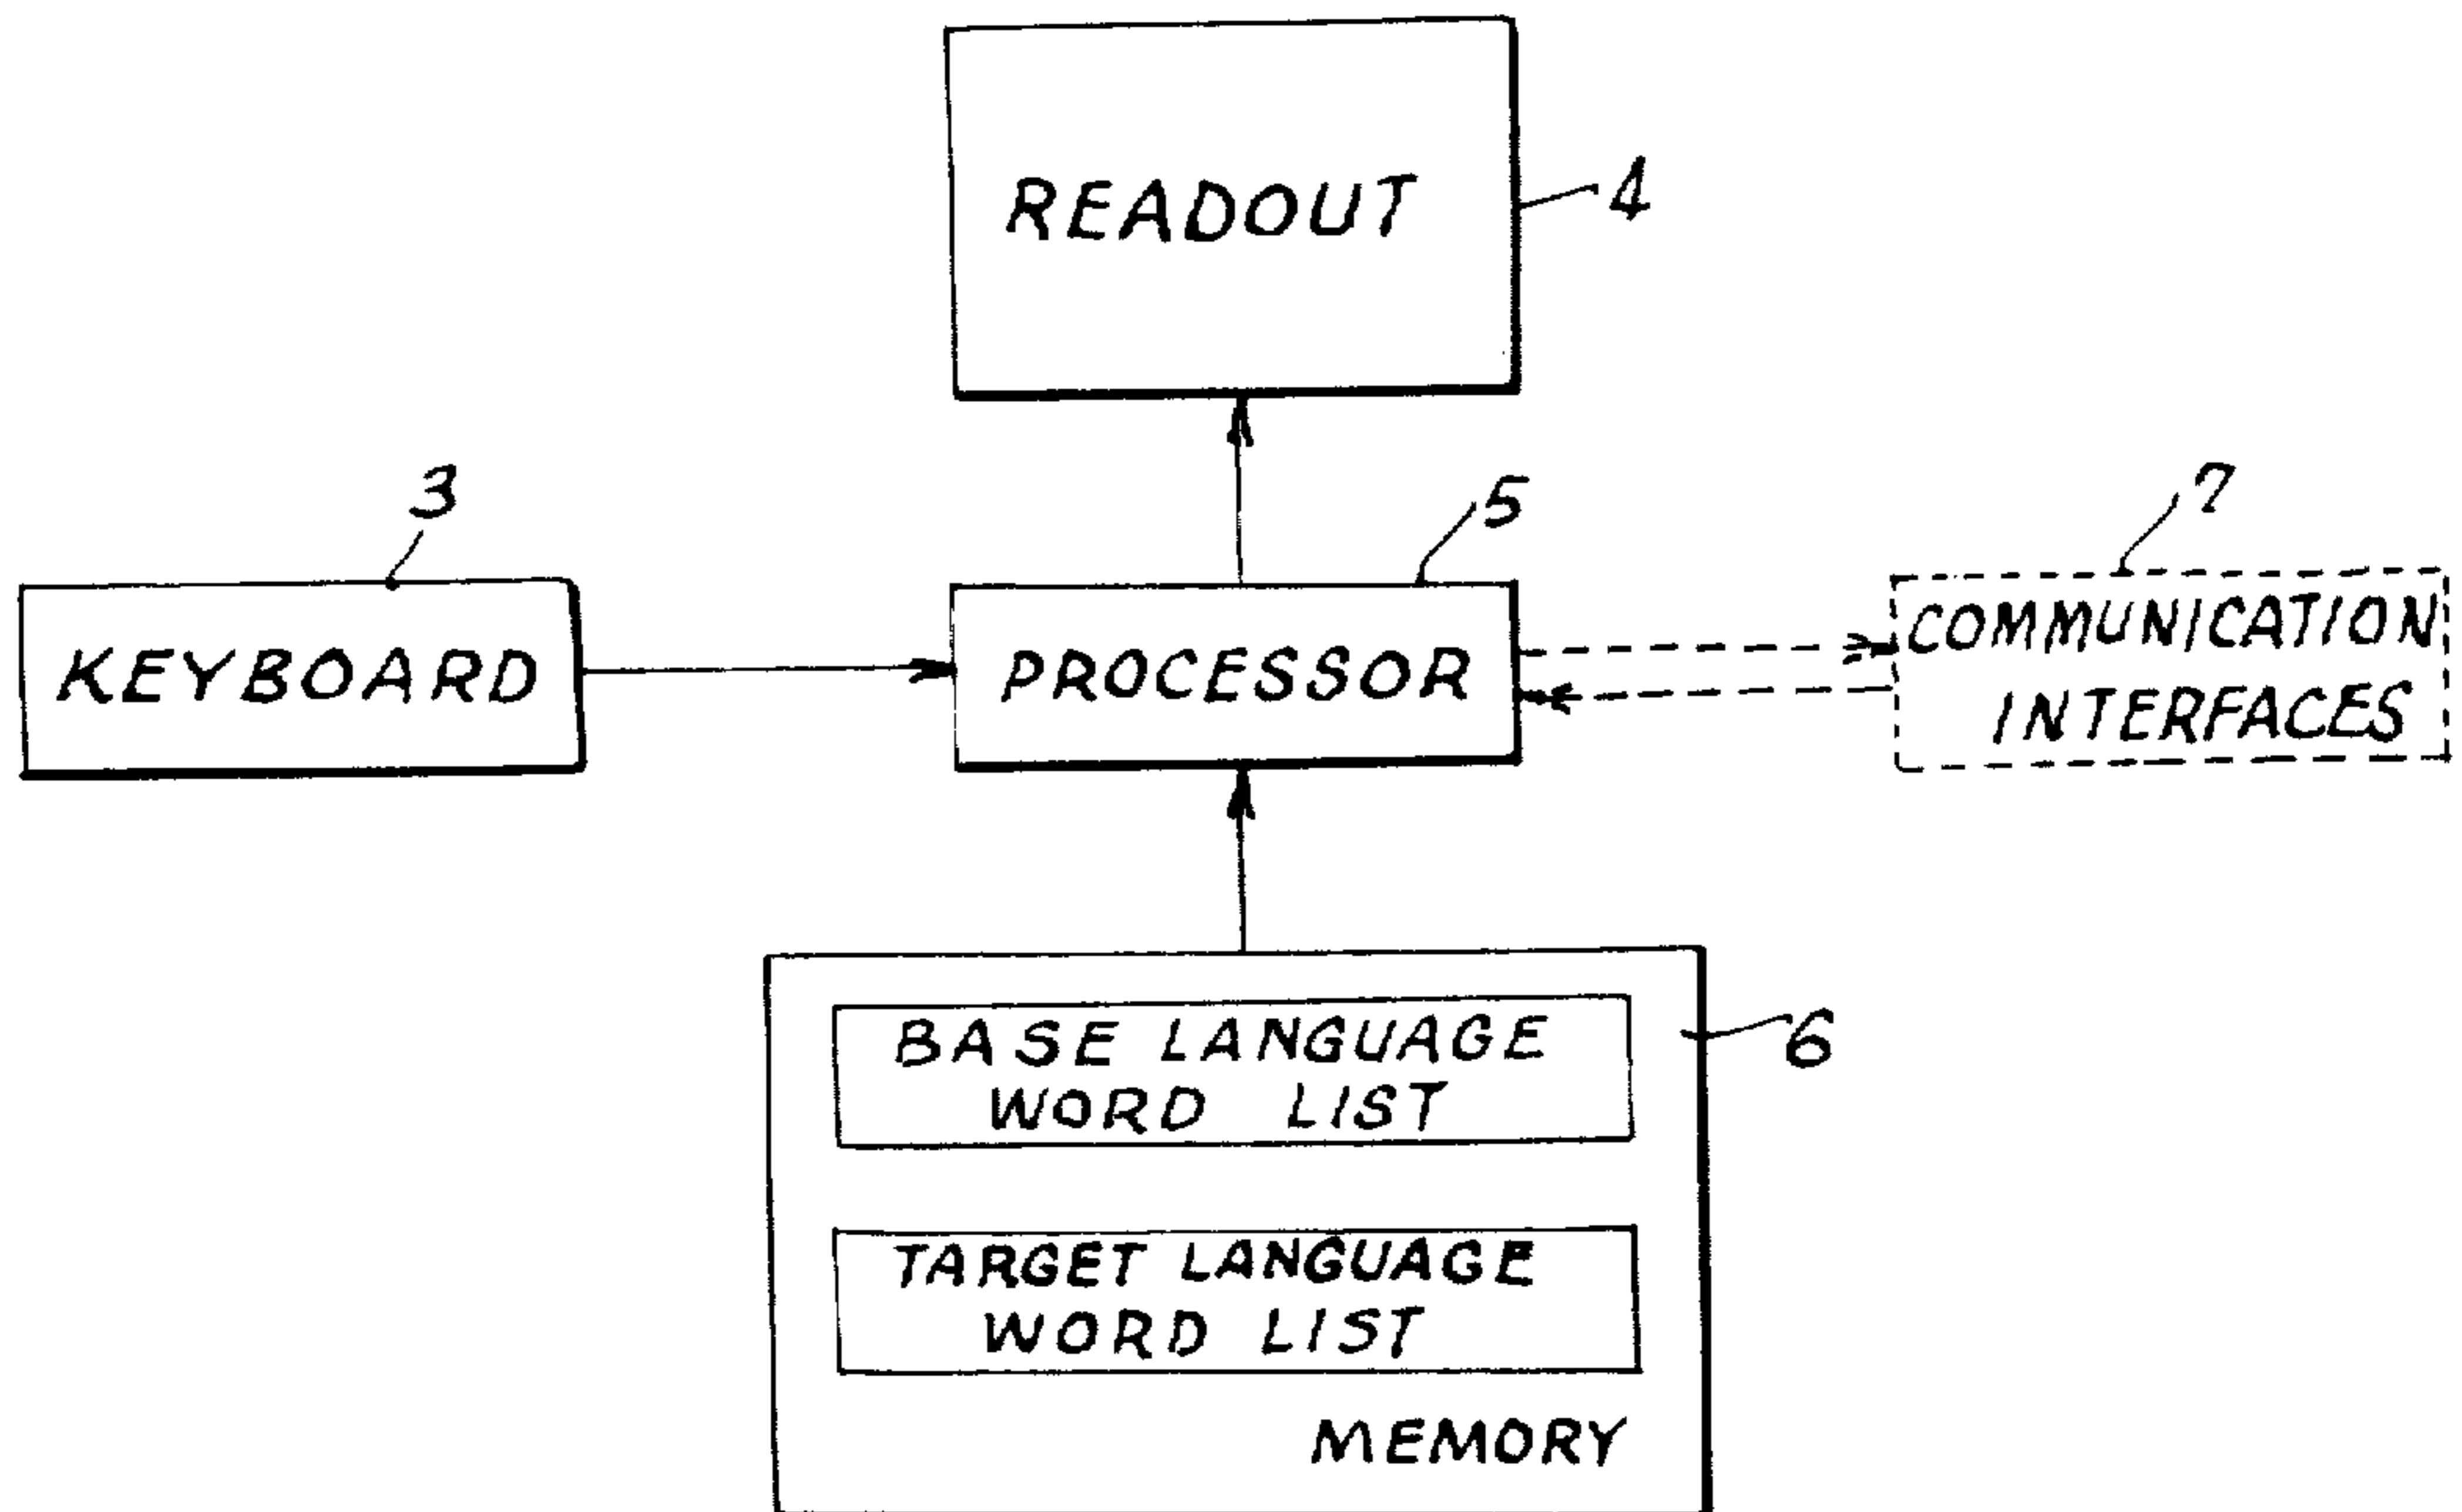 READOUT
4
3
5
7
KEYBOARD
PROCESSOR
COMMUNICATION
INTERFACES
BASE LANGUAGE
WORD LIST
6
TARGET LANGUAGE
WORD LIST
MEMORY